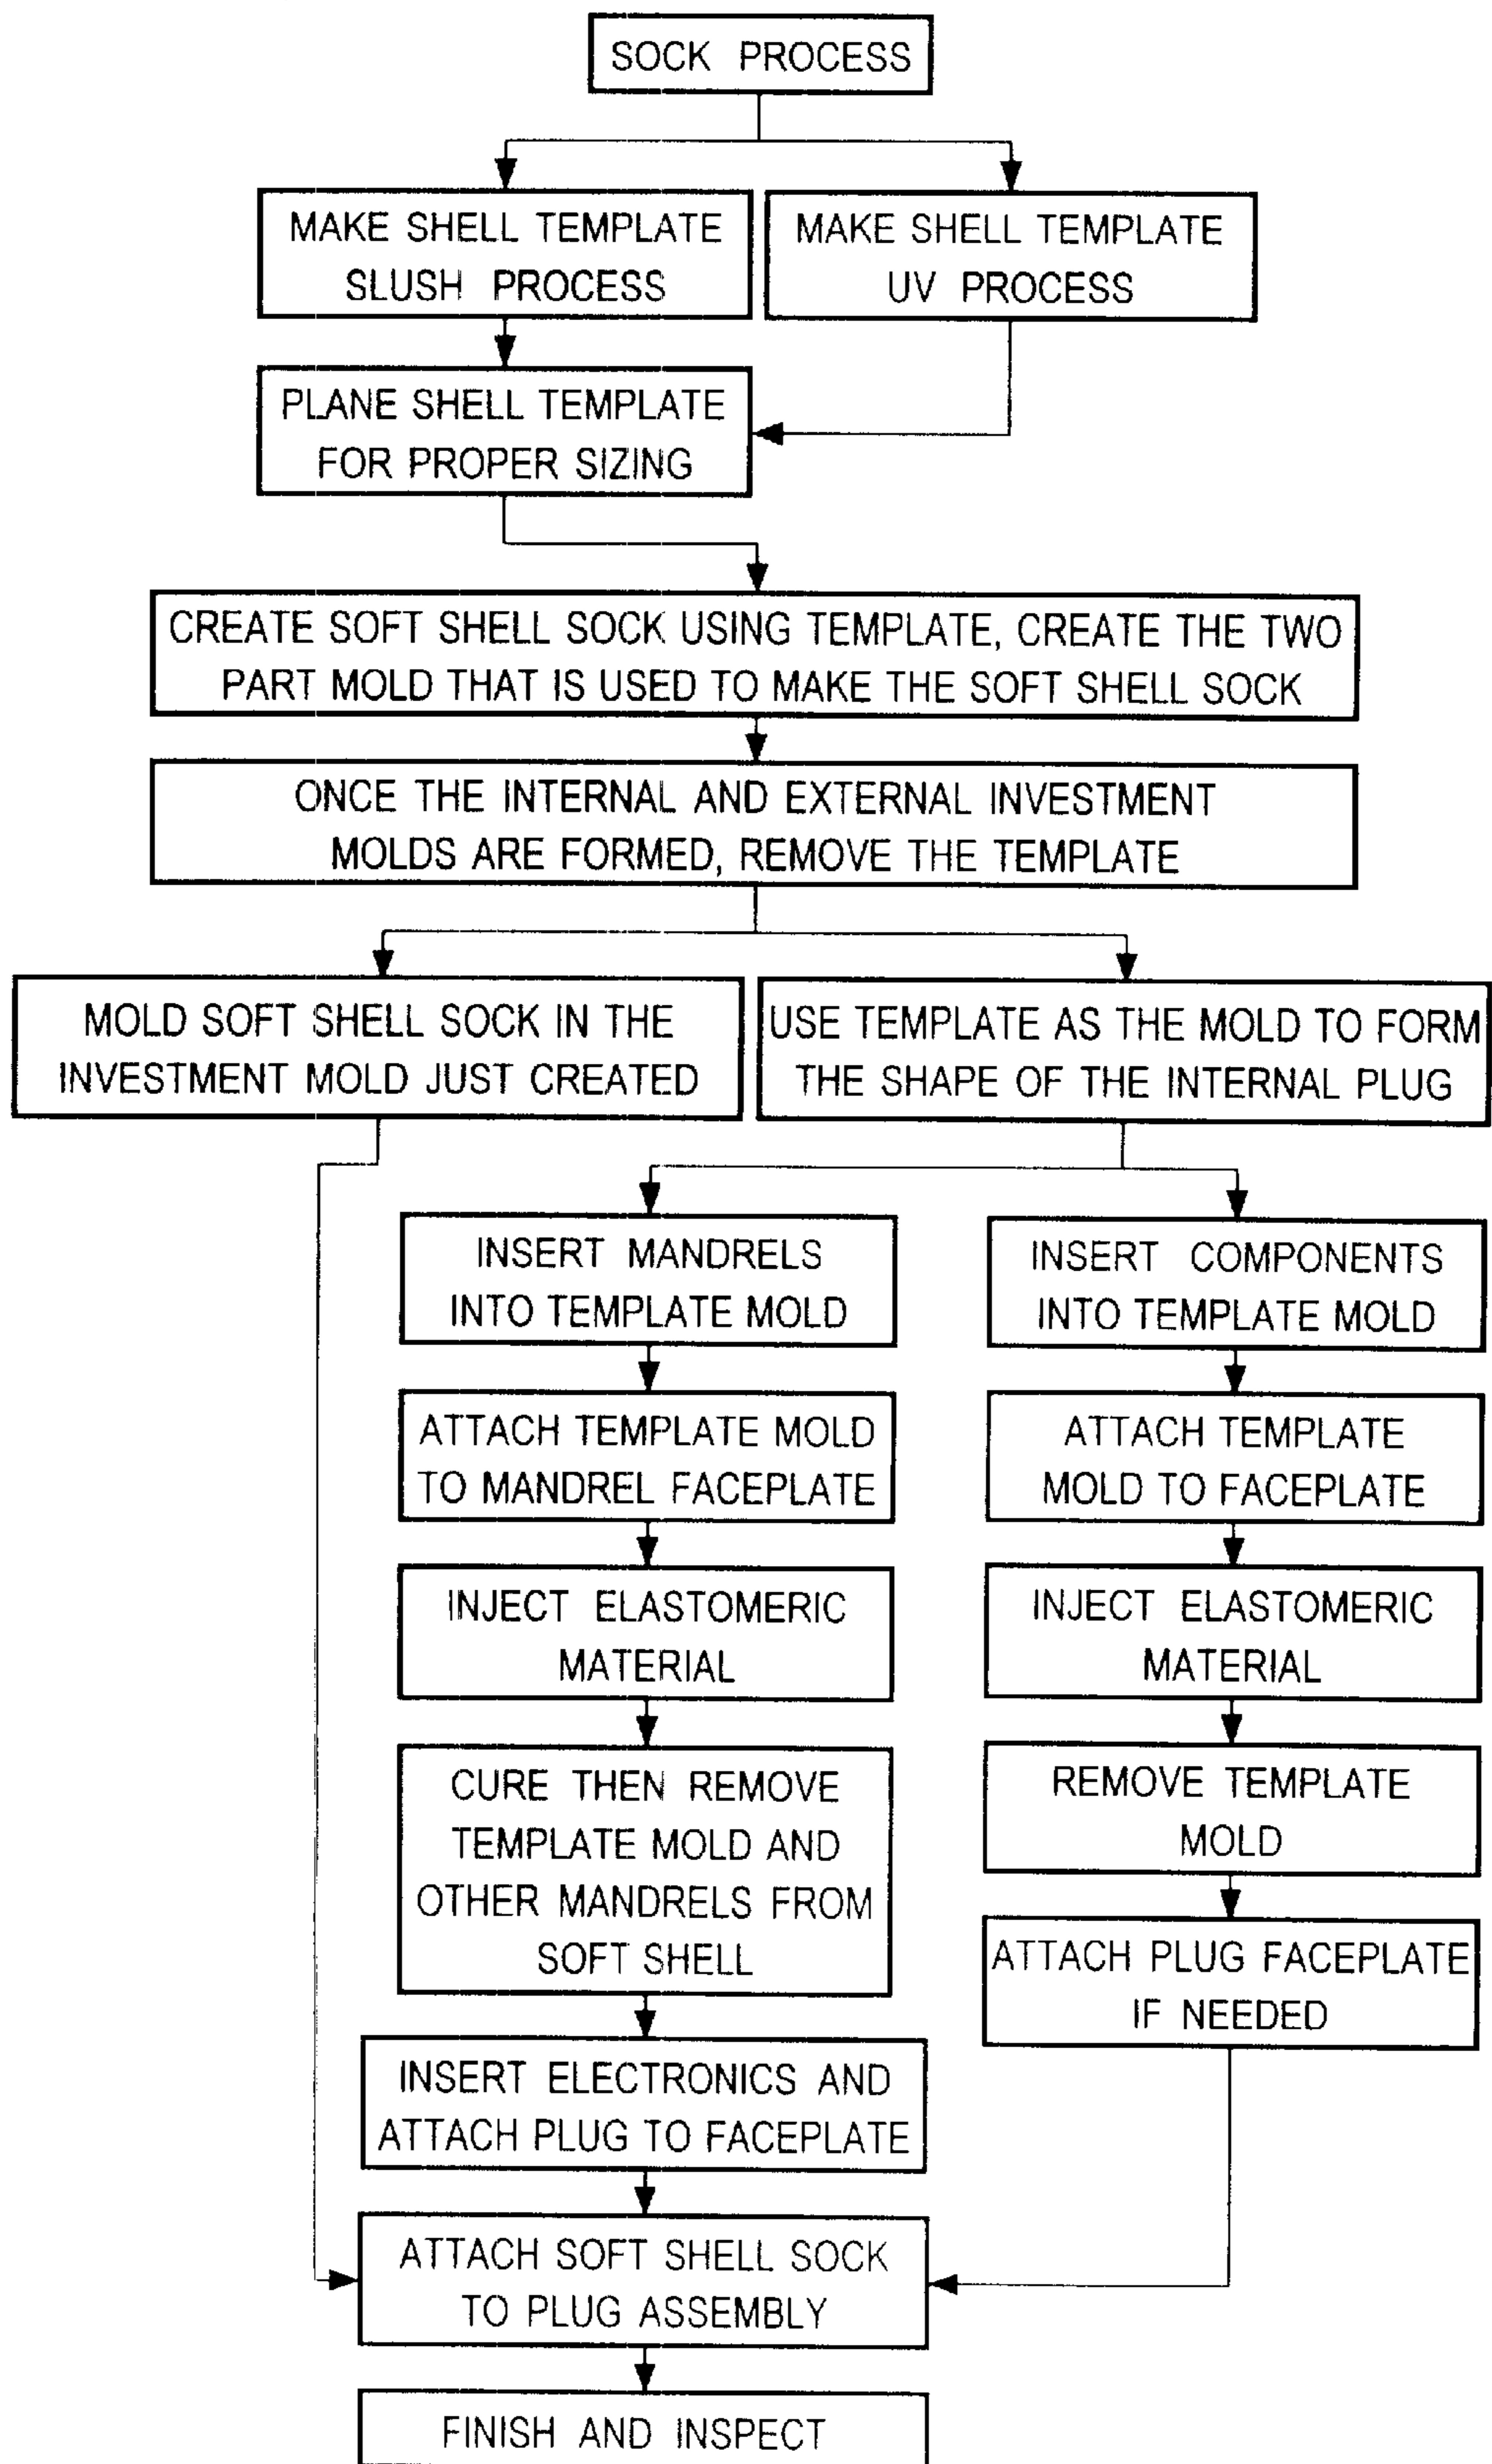 SOCK PROCESS
MAKE SHELL TEMPLATE
SLUSH PROCESS
MAKE SHELL TEMPLATE
UV PROCESS
PLANE SHELL TEMPLATE
FOR PROPER SIZING
CREATE SOFT SHELL SOCK USING TEMPLATE, CREATE THE TWO
PART MOLD THAT IS USED TO MAKE THE SOFT SHELL SOCK
ONCE THE INTERNAL AND EXTERNAL INVESTMENT
MOLDS ARE FORMED, REMOVE THE TEMPLATE
MOLD SOFT SHELL SOCK IN THE
INVESTMENT MOLD JUST CREATED
USE TEMPLATE AS THE MOLD TO FORM
THE SHAPE OF THE INTERNAL PLUG
INSERT MANDRELS
INTO TEMPLATE MOLD
ATTACH TEMPLATE MOLD
TO MANDREL FACEPLATE
INJECT ELASTOMERIC
MATERIAL
CURE THEN REMOVE
TEMPLATE MOLD AND
OTHER MANDRELS FROM
SOFT SHELL
INSERT ELECTRONICS AND
ATTACH PLUG TO FACEPLATE
INSERT COMPONENTS
INTO TEMPLATE MOLD
ATTACH TEMPLATE
MOLD TO FACEPLATE
INJECT ELASTOMERIC
MATERIAL
REMOVE TEMPLATE
MOLD
ATTACH PLUG FACEPLATE
IF NEEDED
ATTACH SOFT SHELL SOCK
TO PLUG ASSEMBLY
FINISH AND INSPECT